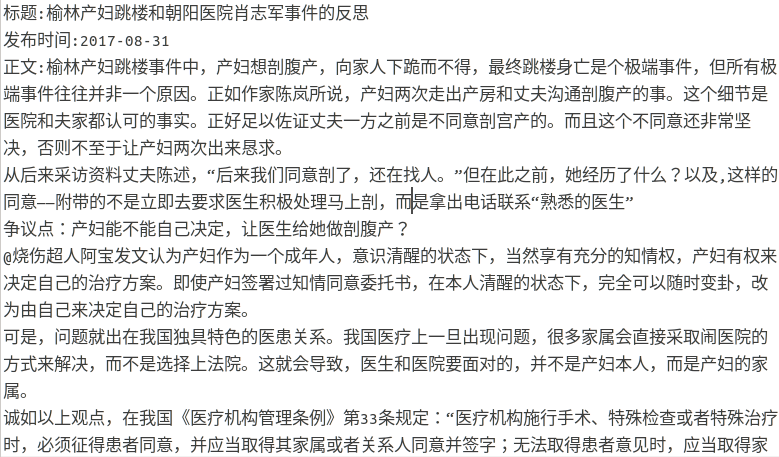 标题:榆林产妇跳楼和朝阳医院肖志军事件的反思
发布时间:2017-08-31
正文:榆林产妇跳楼事件中，产妇想剖腹产，向家人下跪而不得，最终跳楼身亡是个极端事件，但所有极
端事件往往并非一个原因。正如作家陈岚所说，产妇两次走出产房和丈夫沟通剖腹产的事。这个细节是
医院和夫家都认可的事实。正好足以佐证丈夫一方之前是不同意剖宫产的。而且这个不同意还非常坚
决，否则不至于让产妇两次出来恳求。
从后来采访资料丈夫陈述，“后来我们同意剖了，还在找人。”但在此之前，她经历了什么？以及,这样的
同意——附带的不是立即去要求医生积极处理马上剖，而是拿出电话联系“熟悉的医生”
争议点：产妇能不能自己决定，让医生给她做剖腹产？
@烧伤超人阿宝发文认为产妇作为一个成年人，意识清醒的状态下，当然享有充分的知情权，产妇有权来
决定自己的治疗方案。即使产妇签署过知情同意委托书，在本人清醒的状态下，完全可以随时变卦，改
为由自己来决定自己的治疗方案。
可是，问题就出在我国独具特色的医患关系。我国医疗上一旦出现问题，很多家属会直接采取闹医院的
方式来解决，而不是选择上法院。这就会导致，医生和医院要面对的，并不是产妇本人，而是产妇的家
属。
诚如以上观点，在我国《医疗机构管理条例》第33条规定：“医疗机构施行手术、特殊检查或者特殊治疗
时，必须征得患者同意，并应当取得其家属或者关系人同意并签字；无法取得患者意见时，应当取得家